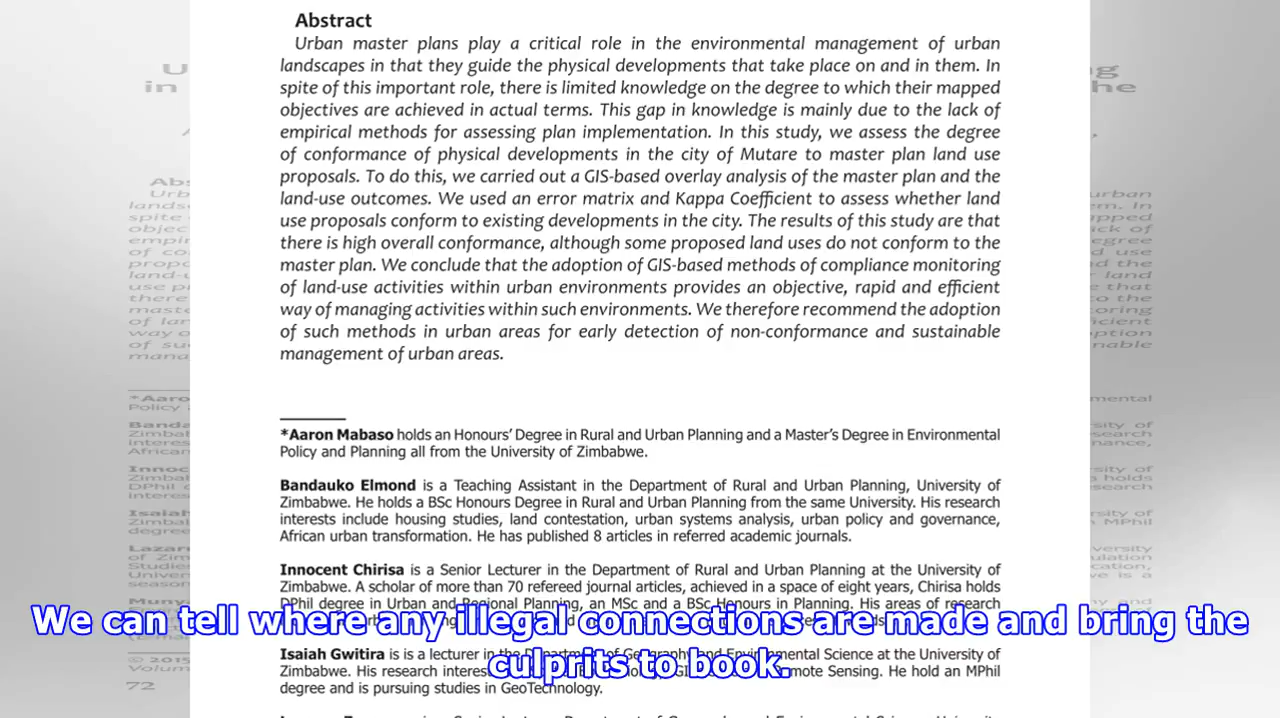 Abstract
Urban master plans play a critical role in the environmental management of urban
landscapes in that they guide the physical developments that take place on and in them. In
spite of this important role, there is limited knowledge on the degree to which their mapped
objectives are achieved in actual terms. This gap in knowledge is mainly due to the lack of
empirical methods for assessing plan implementation. In this study, we assess the degree
of conformance of physical developments in the city of Mutare to master plan land use
proposals. To do this, we carried out a GIS-based overlay analysis of the master plan and the
land-use outcomes. We used an error matrix and Kappa Coefficient to assess whether land
use proposals conform to existing developments in the city. The results of this study are that
there is high overall conformance, although some proposed land uses do not conform to the
master plan. We conclude that the adoption of GIS-based methods of compliance monitoring
of land-use activities within urban environments provides an objective, rapid and efficient
way of managing activities within such environments. We therefore recommend the adoption
of such methods in urban areas for early detection of non-conformance and sustainable
management of urban areas.
*Aaron Mabaso holds an Honours' Degree in Rural and Urban Planning and a Master's Degree in Environmental
Policy and Planning all from the University of Zimbabwe.
Bandauko Elmond is a Teaching Assistant in the Department of Rural and Urban Planning, University of
Zimbabwe. He holds a BSc Honours Degree in Rural and Urban Planning from the same University. His research
interests include housing studies, land contestation, urban systems analysis, urban policy and governance,
African urban transformation. He has published 8 articles in referred academic journals.
Innocent Chirisa is a Senior Lecturer in the Department of Rural and Urban Planning at the University of
Zimbabwe. A scholar of more than 70 refereed journal articles, achieved in a space of eight years, Chirisa holds
DPhil degree in Urban and Regional Planning, an MSc and a BSc Honours in Planning. His areas of research
We can tell where any illegal connections are made and bring the
culprits to book.
Isaiah Gwitira is is a lecturer in the Department of Geography and Environmental Science at the University of
Zimbabwe. His research interest GI mote Sensing. He hold an MPhil
degree and is pursuing studies in GeoTechnology.